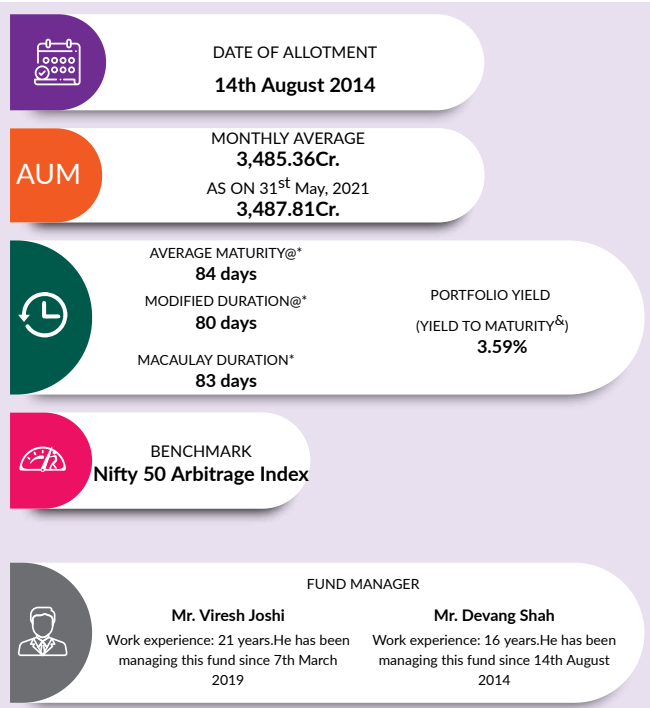 DATE OF ALLOTMENT
14th August 2014
AUM
MONTHLY AVERAGE
3,485.36Cr.
AS ON 31st May, 2021
3,487.81Cr.
AVERAGE MATURITY@*
84 days
MODIFIED DURATION@*
80 days
MACAULAY DURATION*
83 days
PORTFOLIO YIELD
(YIELD TO MATURITY&)
3.59%
BENCHMARK
Nifty 50 Arbitrage Index
FUND MANAGER
Mr. Viresh Joshi
Work experience: 21 years.He has been
managing this fund since 7th March
2019
Mr. Devang Shah
Work experience: 16 years.He has been
managing this fund since 14th August
2014